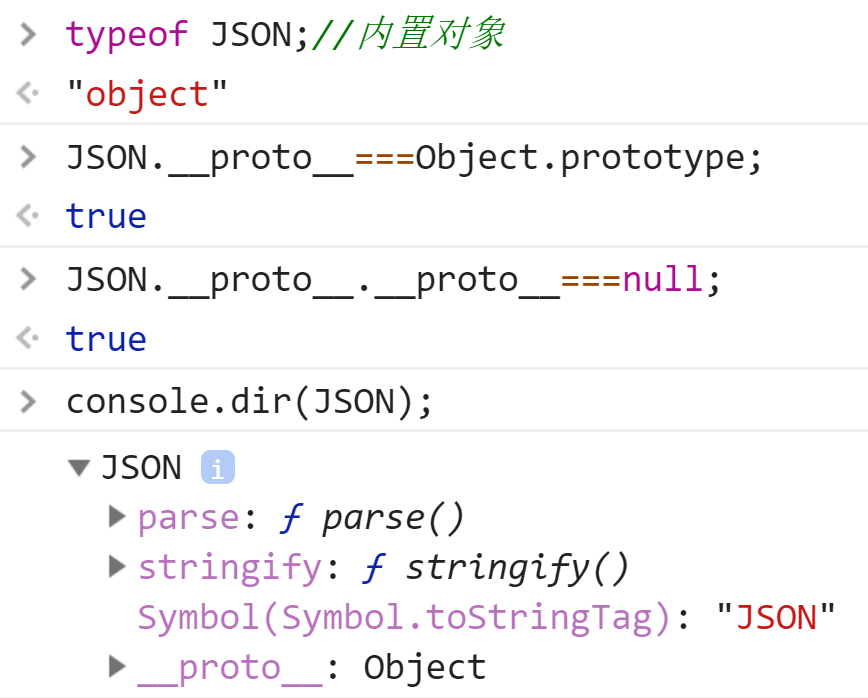 > typeof JSON;//内置对象
<· "object"
> JSON.__proto__===Object.prototype;
<· true
> JSON.__proto__.__proto__===null;
<· true
> console.dir(JSON);
▼ JSON i
▶ parse: ƒ parse()
▶ stringify: ƒ stringify()
Symbol(Symbol.toStringTag): "JSON"
▶ __proto__: Object